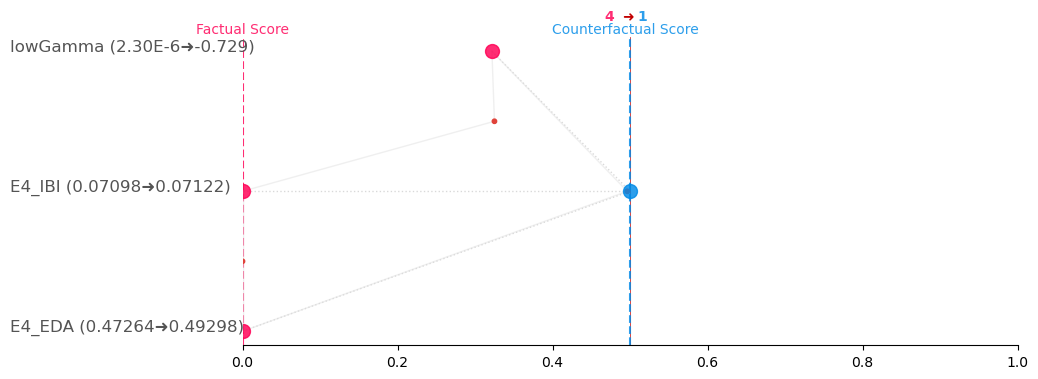 4 ➔ 1
Factual Score Counterfactual Score
lowGamma (2.30E-6➔-0.729)
E4_IBI (0.07098➔0.07122)
E4_EDA (0.47264➔0.49298)
0.0 0.2 0.4 0.6 0.8 1.0